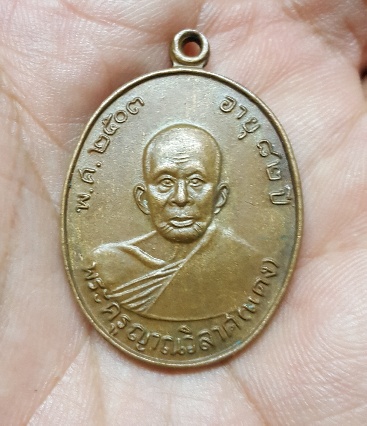 พ.ศ. ๒๕๐๓
อายุ ๘๒ ปี
พระครูญาณวิลาศ(แดง)